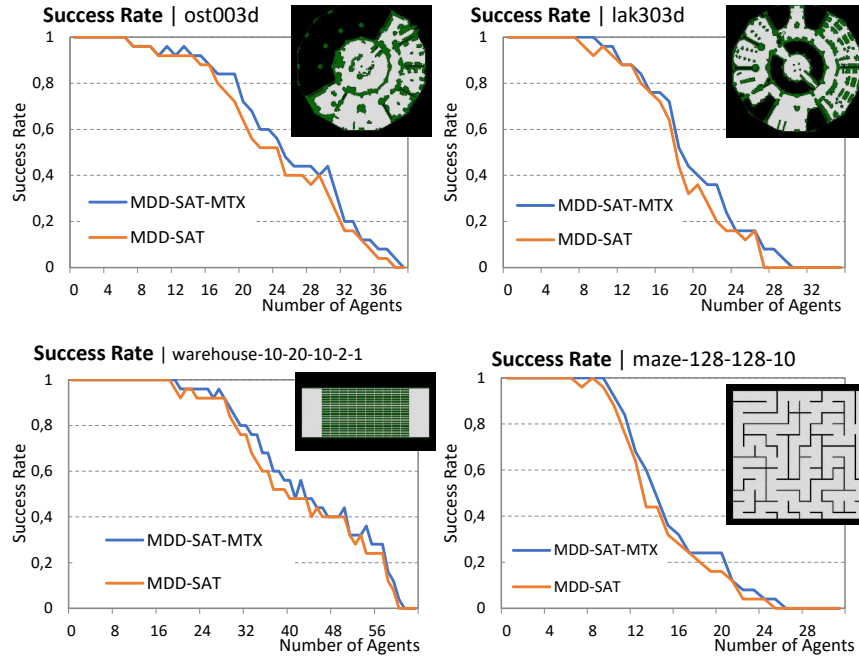 Success Rate | ost003d
Success Rate
1
0,8
0,6
0,4
0,2
0
MDD-SAT-MTX
MDD-SAT
0 4 8 12 16 20 24 28 32 36
Number of Agents
Success Rate | lak303d
Success Rate
1
0,8
0,6
0,4
0,2
0
MDD-SAT-MTX
MDD-SAT
0 4 8 12 16 20 24 28 32
Number of Agents
Success Rate | warehouse-10-20-10-2-1
Success Rate
1
0,8
0,6
0,4
0,2
0
MDD-SAT-MTX
MDD-SAT
0 8 16 24 32 40 48 56
Number of Agents
Success Rate | maze-128-128-10
Success Rate
1
0,8
0,6
0,4
0,2
0
MDD-SAT-MTX
MDD-SAT
0 4 8 12 16 20 24 28
Number of Agents